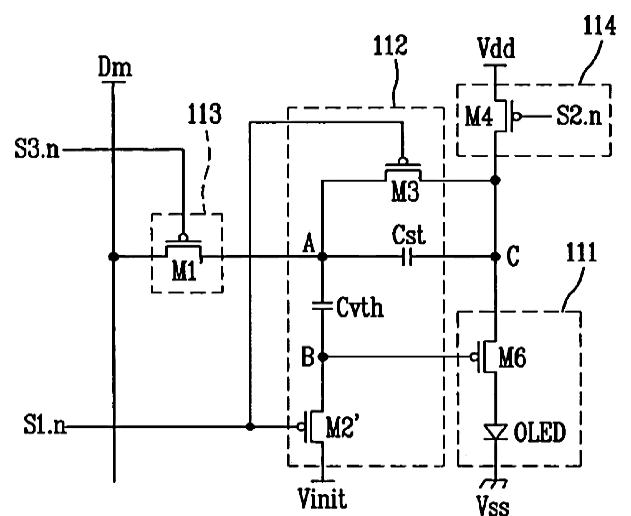 112
114
Dm
Vdd
113
M4
S2.n
S3.n
M3
A
Cst
C
M1
111
Cvth
B
M6
S1.n
M2'
OLED
Vinit
Vss